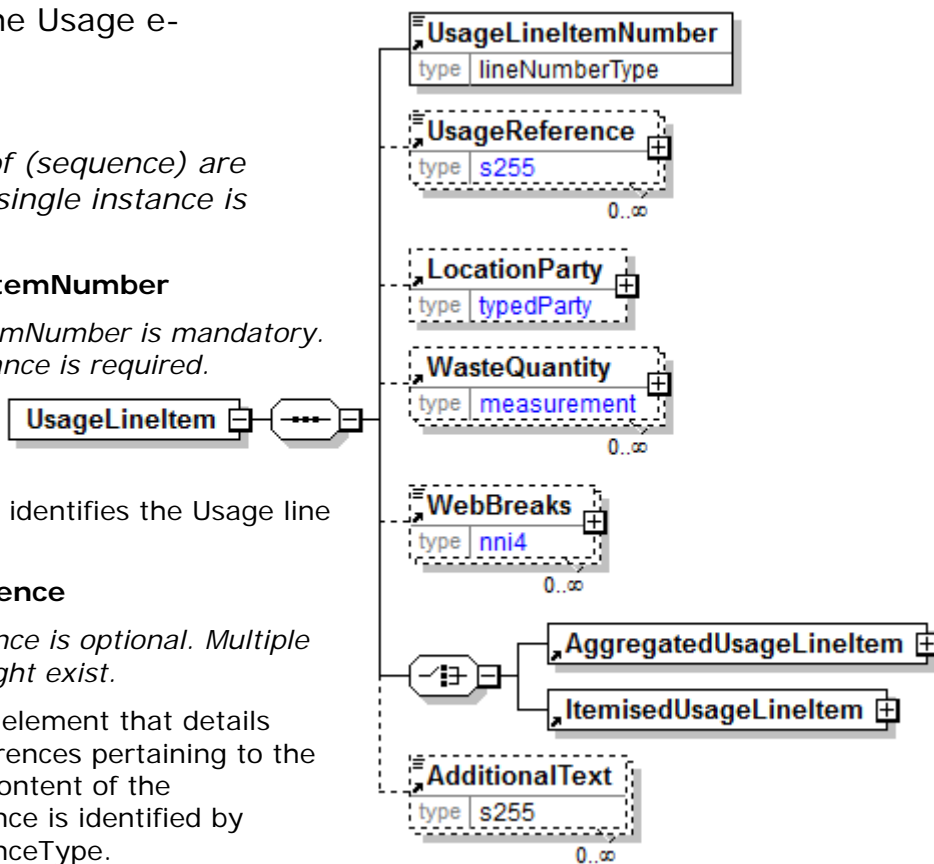 he Usage e-
of (sequence) are
single instance is
temNumber
emNumber is mandatory.
ance is required.
identifies the Usage line
ence
nce is optional. Multiple
ght exist.
element that details
rences pertaining to the
ontent of the
nce is identified by
nceType.
UsageLineItem
UsageLineItemNumber
type lineNumberType
UsageReference
type s255
0..∞
LocationParty
type typedParty
WasteQuantity
type measurement
0..∞
WebBreaks
type nni4
0..∞
AggregatedUsageLineItem
ItemisedUsageLineItem
AdditionalText
type s255
0..∞